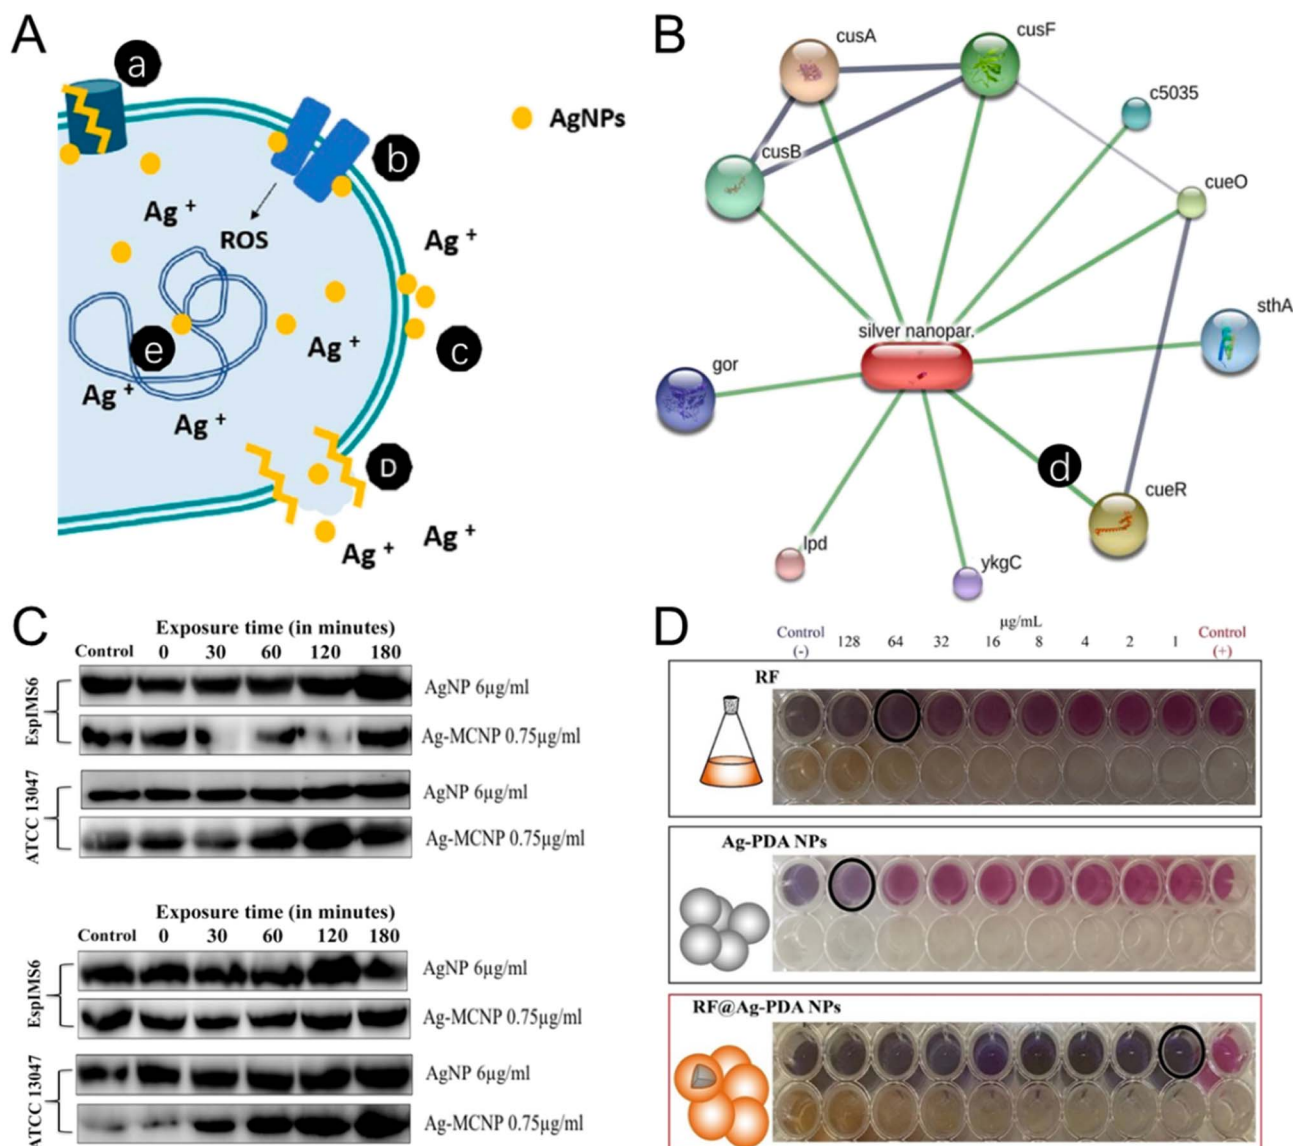 A
a
b
AgNPs
Ag +
ROS
Ag +
e
Ag +
c
Ag +
Ag +
D
Ag +
Ag +
B
cusA
cusF
c5035
cusB
cueO
silver nanopar.
sthA
gor
d
cueR
lpd
ykgC
C
Exposure time (in minutes)
Control 0 30 60 120 180
EspIMS6
AgNP 6µg/ml
Ag-MCNP 0.75µg/ml
ATCC 13047
AgNP 6µg/ml
Ag-MCNP 0.75µg/ml
Exposure time (in minutes)
Control 0 30 60 120 180
EspIMS6
AgNP 6µg/ml
Ag-MCNP 0.75µg/ml
ATCC 13047
AgNP 6µg/ml
Ag-MCNP 0.75µg/ml
D
µg/mL
Control 128 64 32 16 8 4 2 1 Control
(-) (+)
RF
Ag-PDA NPs
RF@Ag-PDA NPs